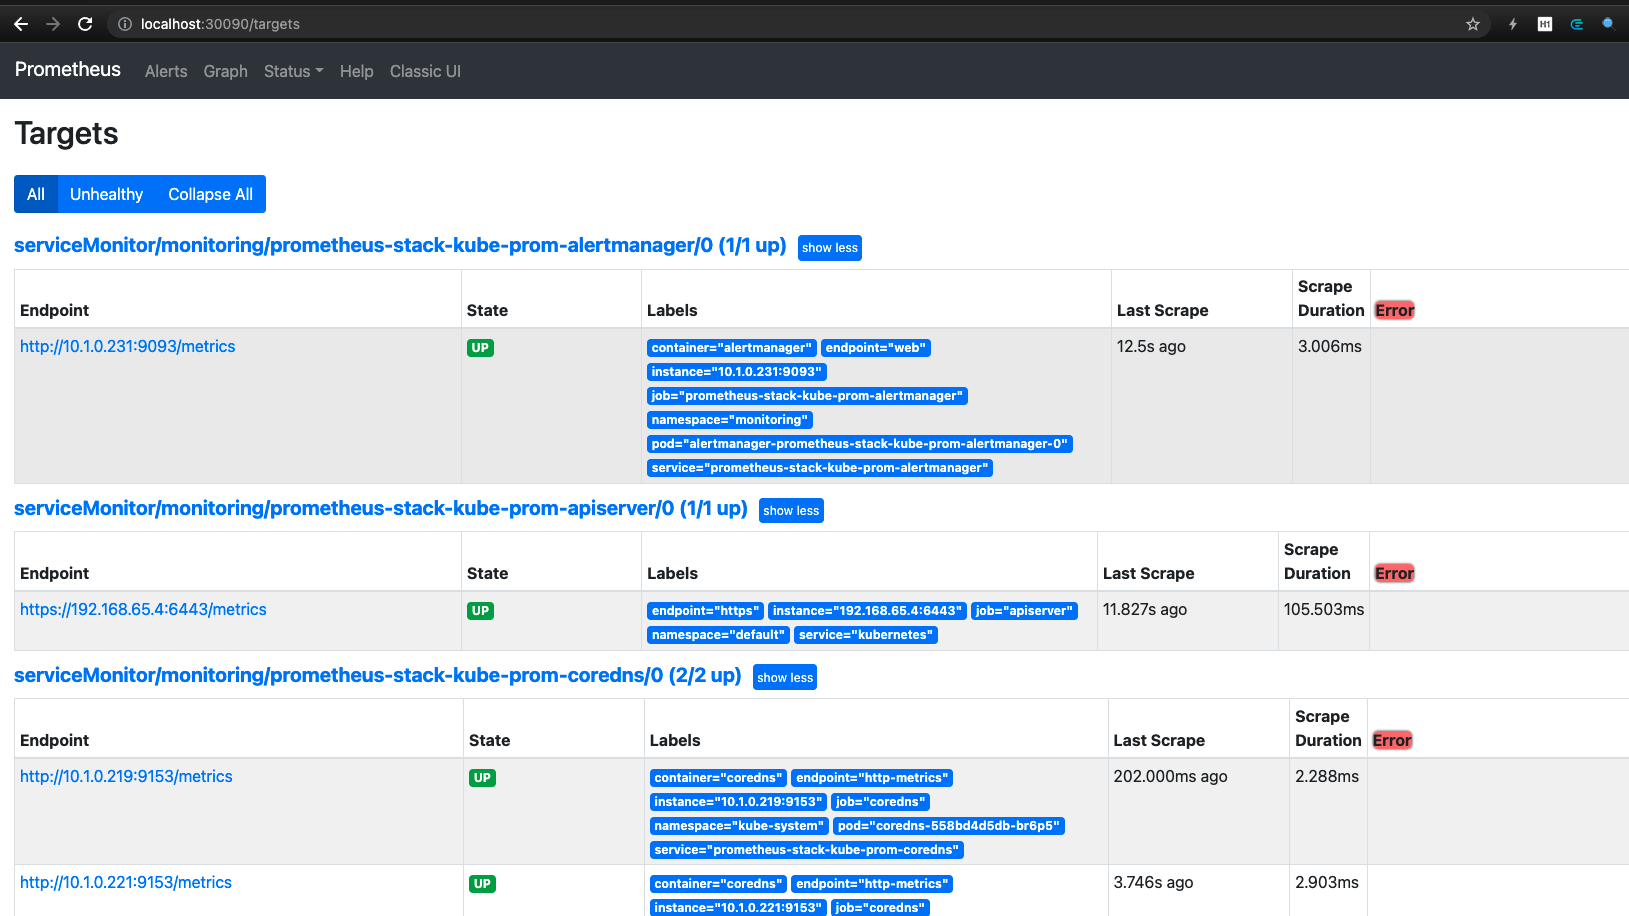 localhost:30090/targets
H1
Prometheus Alerts Graph Status Help Classic UI
Targets
All Unhealthy Collapse All
serviceMonitor/monitoring/prometheus-stack-kube-prom-alertmanager/0 (1/1 up) show less
Endpoint State Labels Last Scrape Scrape Duration Error
http://10.1.0.231:9093/metrics UP container="alertmanager" endpoint="web" 12.5s ago 3.006ms
instance="10.1.0.231:9093"
job="prometheus-stack-kube-prom-alertmanager"
namespace="monitoring"
pod="alertmanager-prometheus-stack-kube-prom-alertmanager-0"
service="prometheus-stack-kube-prom-alertmanager"
serviceMonitor/monitoring/prometheus-stack-kube-prom-apiserver/0 (1/1 up) show less
Endpoint State Labels Last Scrape Scrape Duration Error
https://192.168.65.4:6443/metrics UP endpoint="https" instance="192.168.65.4:6443" job="apiserver" 11.827s ago 105.503ms
namespace="default" service="kubernetes"
serviceMonitor/monitoring/prometheus-stack-kube-prom-coredns/0 (2/2 up) show less
Endpoint State Labels Last Scrape Scrape Duration Error
http://10.1.0.219:9153/metrics UP container="coredns" endpoint="http-metrics" 202.000ms ago 2.288ms
instance="10.1.0.219:9153" job="coredns"
namespace="kube-system" pod="coredns-558bd4d5db-br6p5"
service="prometheus-stack-kube-prom-coredns"
http://10.1.0.221:9153/metrics UP container="coredns" endpoint="http-metrics" 3.746s ago 2.903ms
instance="10.1.0.221:9153" job="coredns"